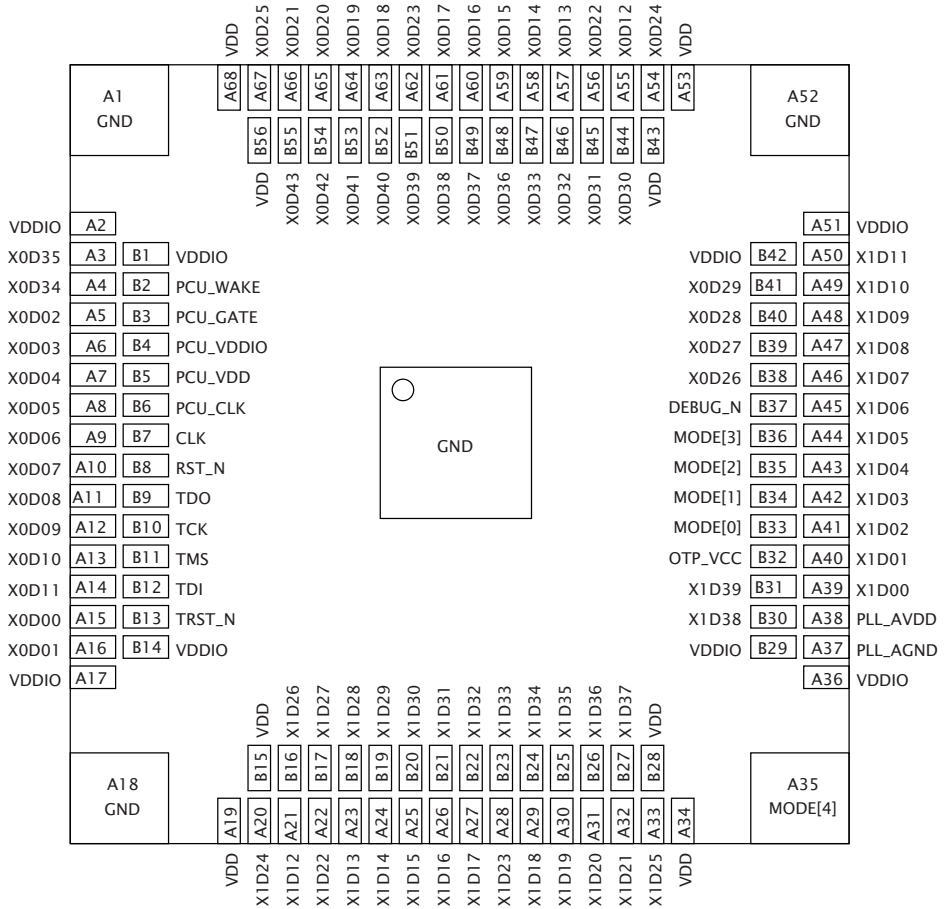 VDD X0D25 X0D21 X0D20 X0D19 X0D18 X0D23 X0D17 X0D16 X0D15 X0D14 X0D13 X0D22 X0D12 X0D24 VDD
A68 A67 A66 A65 A64 A63 A62 A61 A60 A59 A58 A57 A56 A55 A54 A53
A1
GND
A52
GND
B56 B55 B54 B53 B52 B51 B50 B49 B48 B47 B46 B45 B44 B43
VDD X0D43 X0D42 X0D41 X0D40 X0D39 X0D38 X0D37 X0D36 X0D33 X0D32 X0D31 X0D30 VDD
VDDIO A2
A51 VDDIO
X0D35 A3 B1 VDDIO
VDDIO B42 A50 X1D11
X0D34 A4 B2 PCU_WAKE
X0D29 B41 A49 X1D10
X0D02 A5 B3 PCU_GATE
X0D28 B40 A48 X1D09
X0D03 A6 B4 PCU_VDDIO
X0D27 B39 A47 X1D08
X0D04 A7 B5 PCU_VDD
X0D26 B38 A46 X1D07
X0D05 A8 B6 PCU_CLK
DEBUG_N B37 A45 X1D06
X0D06 A9 B7 CLK
MODE[3] B36 A44 X1D05
GND
X0D07 A10 B8 RST_N
MODE[2] B35 A43 X1D04
X0D08 A11 B9 TDO
MODE[1] B34 A42 X1D03
X0D09 A12 B10 TCK
MODE[0] B33 A41 X1D02
X0D10 A13 B11 TMS
OTP_VCC B32 A40 X1D01
X0D11 A14 B12 TDI
X1D39 B31 A39 X1D00
X0D00 A15 B13 TRST_N
X1D38 B30 A38 PLL_AVDD
X0D01 A16 B14 VDDIO
VDDIO B29 A37 PLL_AGND
VDDIO A17
A36 VDDIO
VDD X1D26 X1D27 X1D28 X1D29 X1D30 X1D31 X1D32 X1D33 X1D34 X1D35 X1D36 X1D37 VDD
B15 B16 B17 B18 B19 B20 B21 B22 B23 B24 B25 B26 B27 B28
A18
GND
A35
MODE[4]
A19 A20 A21 A22 A23 A24 A25 A26 A27 A28 A29 A30 A31 A32 A33 A34
VDD X1D24 X1D12 X1D22 X1D13 X1D14 X1D15 X1D16 X1D17 X1D23 X1D18 X1D19 X1D20 X1D21 X1D25 VDD